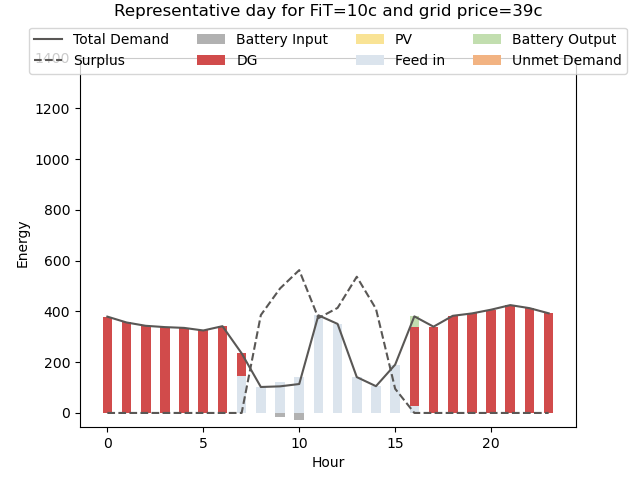 Representative day for FiT=10c and grid price=39c
Total Demand
Surplus
Battery Input
DG
PV
Feed in
Battery Output
Unmet Demand
1400
1200
1000
800
600
400
200
0
Energy
0 5 10 15 20
Hour